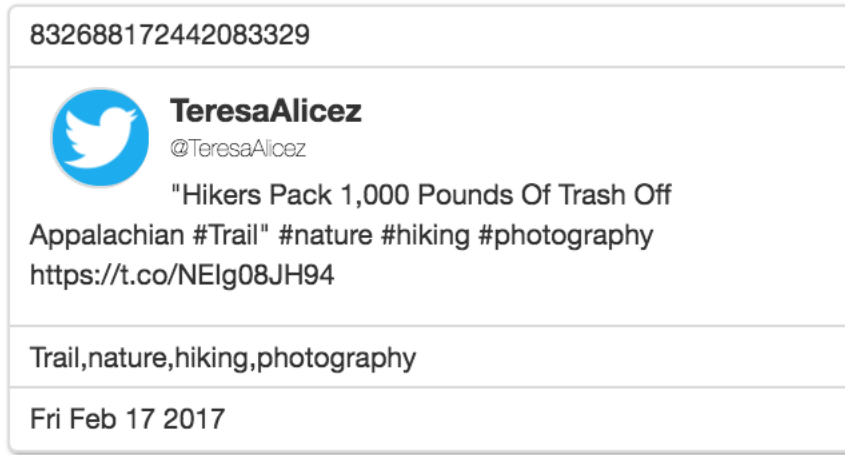 832688172442083329
TeresaAlicez
@TeresaAlicez
"Hikers Pack 1,000 Pounds Of Trash Off
Appalachian #Trail" #nature #hiking #photography
https://t.co/NElg08JH94
Trail,nature,hiking,photography
Fri Feb 17 2017